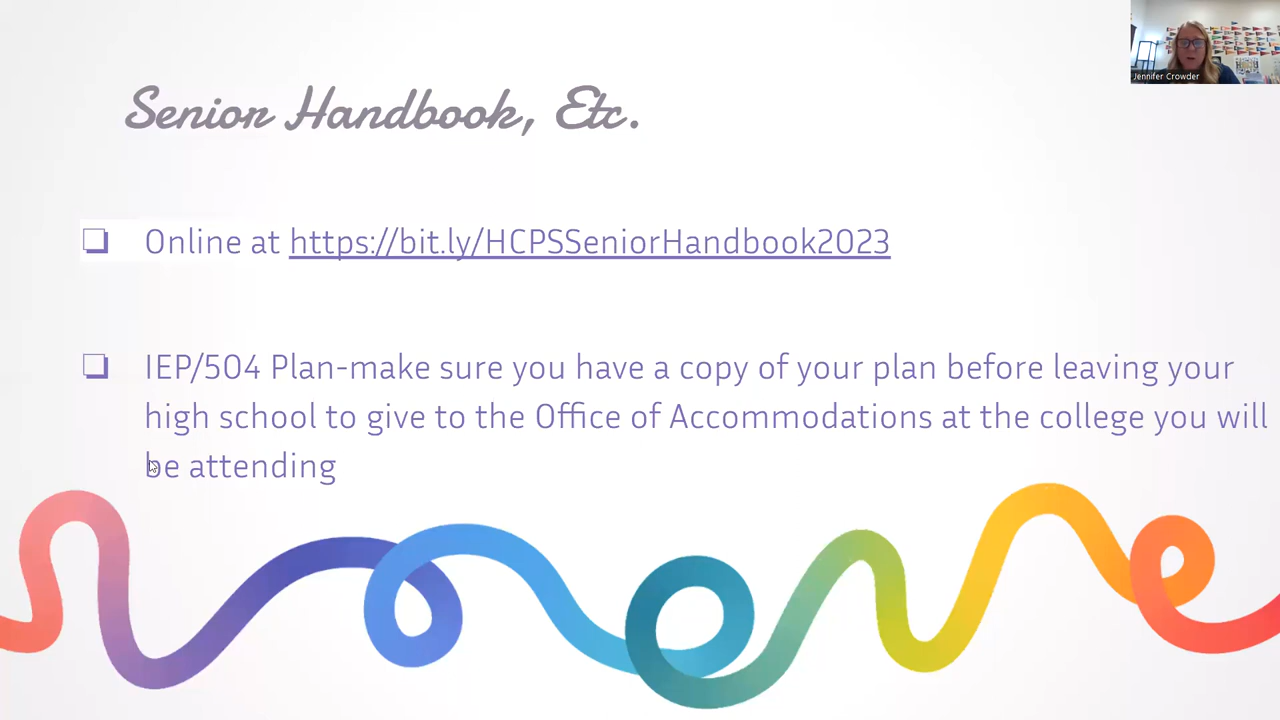 Jennifer Crowder
Senior Handbook, Etc.
❏ Online at https://bit.ly/HCPSSeniorHandbook2023
❏ IEP/504 Plan-make sure you have a copy of your plan before leaving your
high school to give to the Office of Accommodations at the college you will
be attending